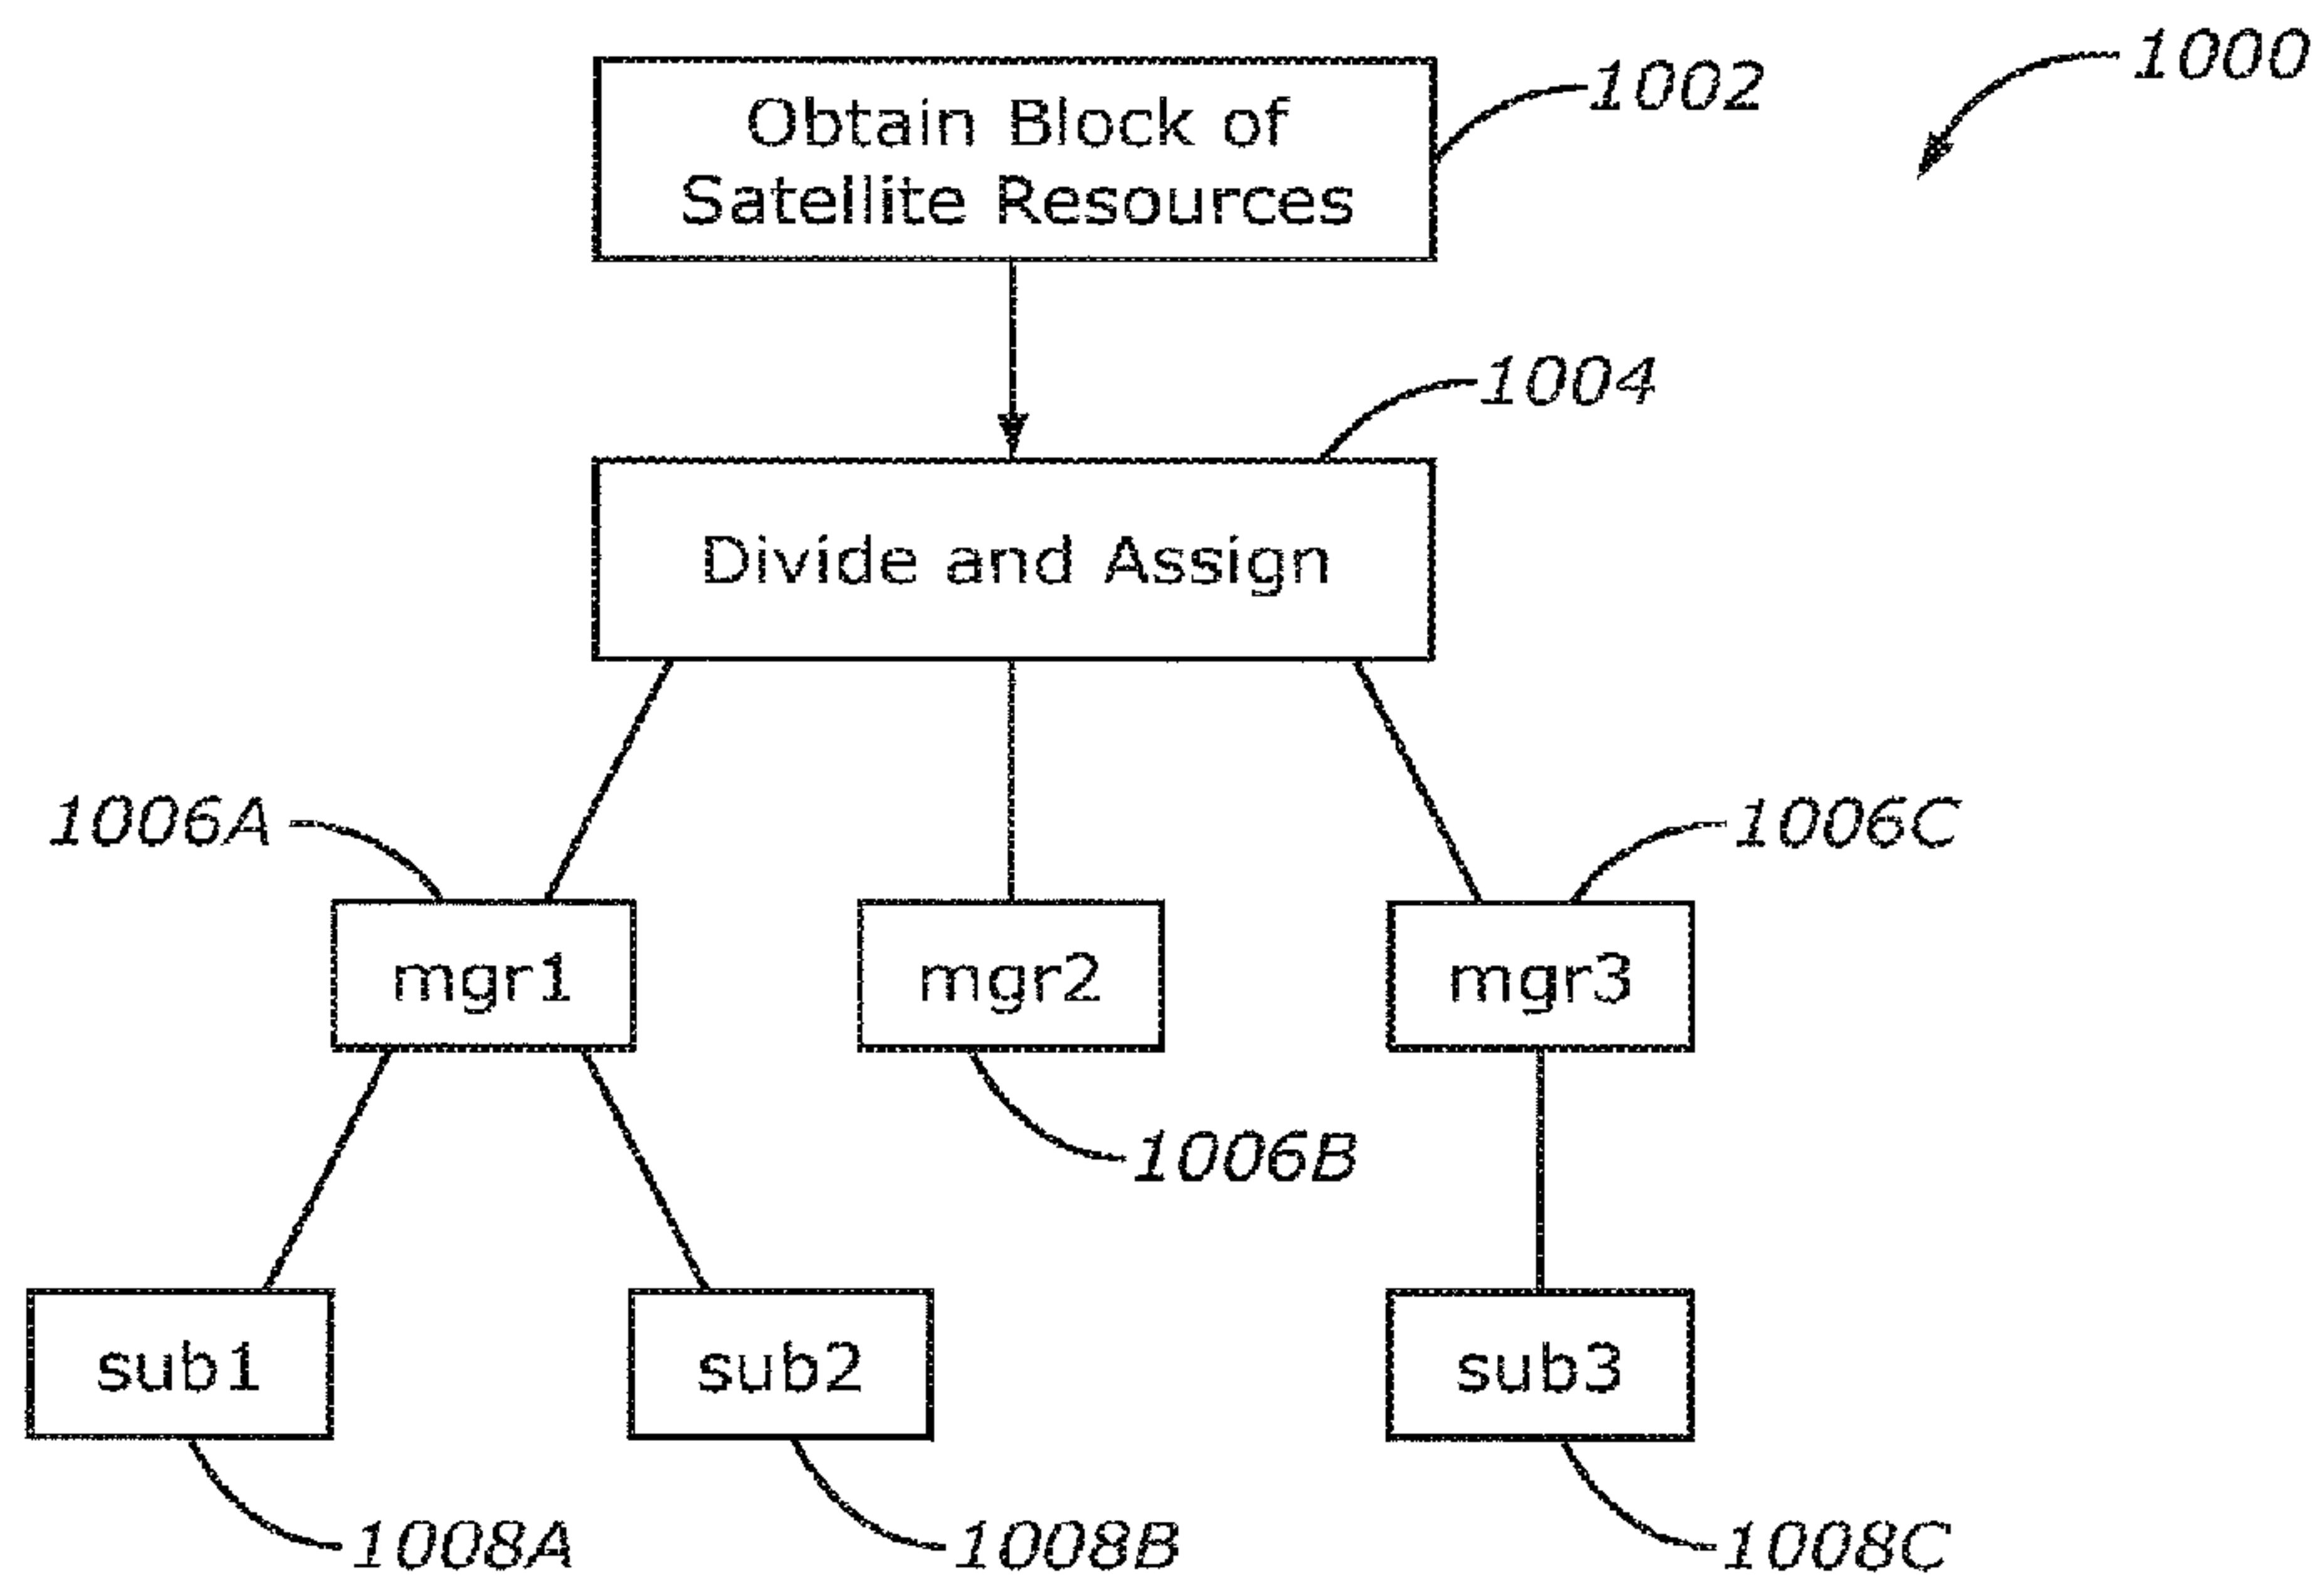 1000
Obtain Block of
Satellite Resources
1002
1004
Divide and Assign
1006A
1006C
mgr1
mgr2
mgr3
1006B
sub1
sub2
sub3
1008A
1008B
1008C